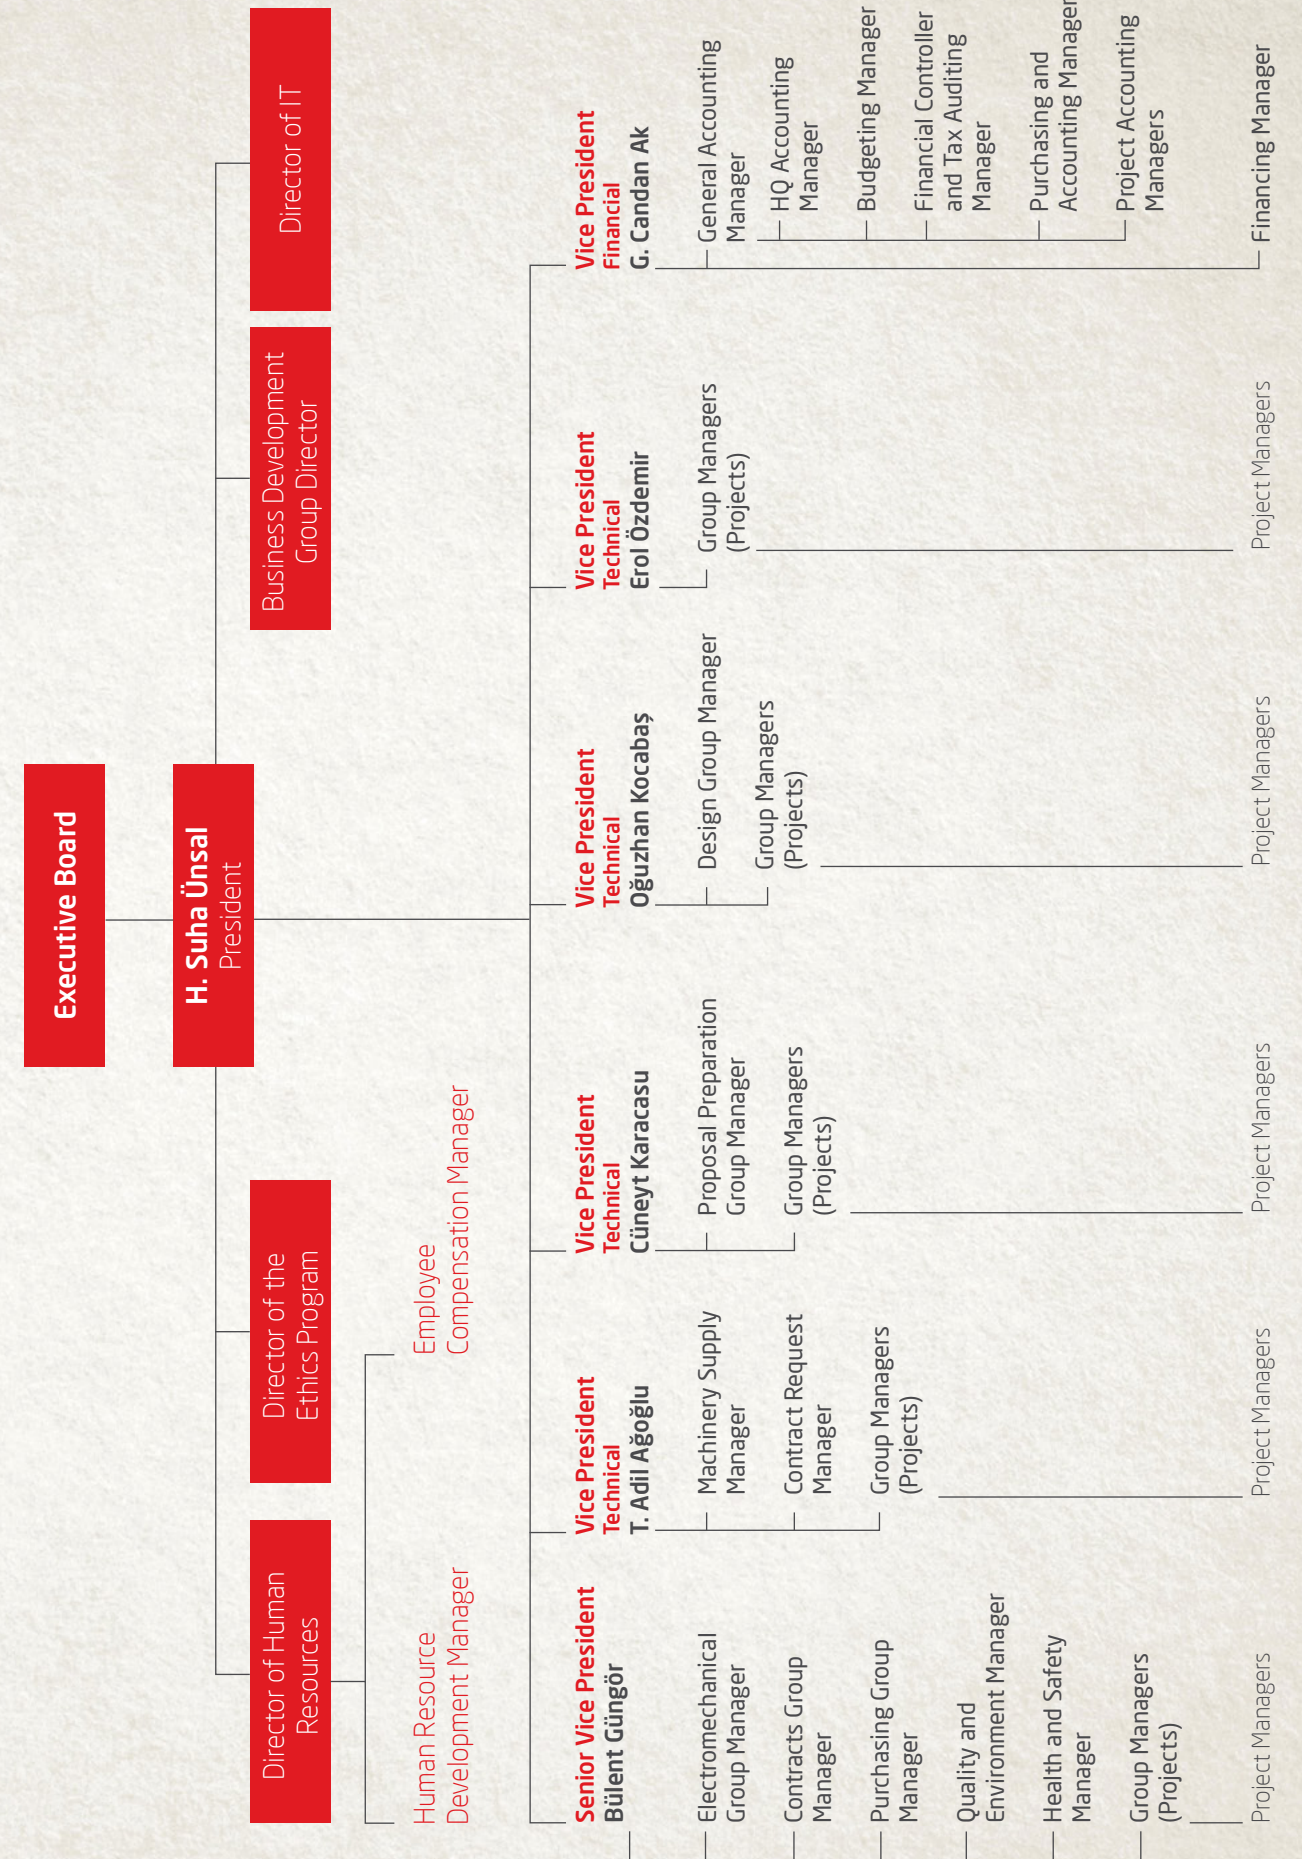 Executive Board
H. Suha Ünsal
President
Director of Human
Resources
Director of the
Ethics Program
Business Development
Group Director
Director of IT
Human Resource
Development Manager
Employee
Compensation Manager
Senior Vice President
Bülent Güngör
Electromechanical
Group Manager
Contracts Group
Manager
Purchasing Group
Manager
Quality and
Environment Manager
Health and Safety
Manager
Group Managers
(Projects)
Project Managers
Vice President
Technical
T. Adil Ağoğlu
Machinery Supply
Manager
Contract Request
Manager
Group Managers
(Projects)
Project Managers
Vice President
Technical
Cüneyt Karacasu
Proposal Preparation
Group Manager
Group Managers
(Projects)
Project Managers
Vice President
Technical
Oğuzhan Kocabaş
Design Group Manager
Group Managers
(Projects)
Project Managers
Vice President
Technical
Erol Özdemir
Group Managers
(Projects)
Project Managers
Vice President
Financial
G. Candan Ak
General Accounting
Manager
HQ Accounting
Manager
Budgeting Manager
Financial Controller
and Tax Auditing
Manager
Purchasing and
Accounting Manager
Project Accounting
Managers
Financing Manager